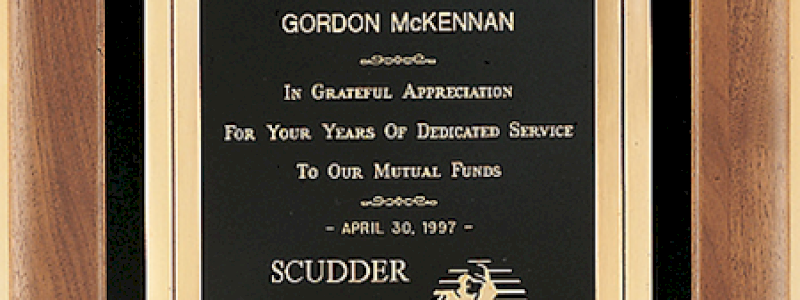 GORDON McKENNAN
In Grateful Appreciation
For Your Years Of Dedicated Service
To Our Mutual Funds
- APRIL 30, 1997 -
SCUDDER